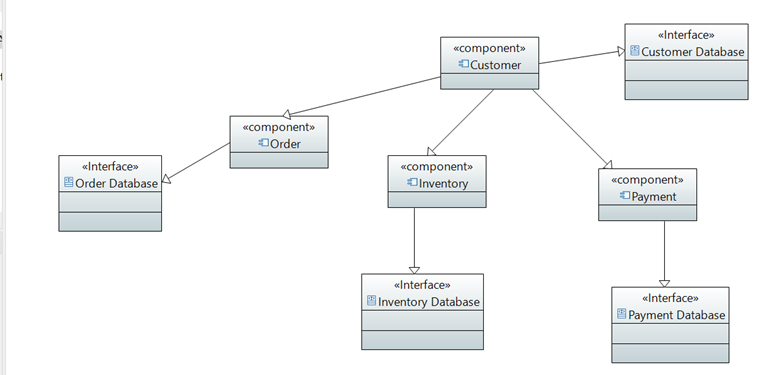 «Interface»
Customer Database
«component»
Customer
«component»
Order
«Interface»
Order Database
«component»
Inventory
«component»
Payment
«Interface»
Inventory Database
«Interface»
Payment Database